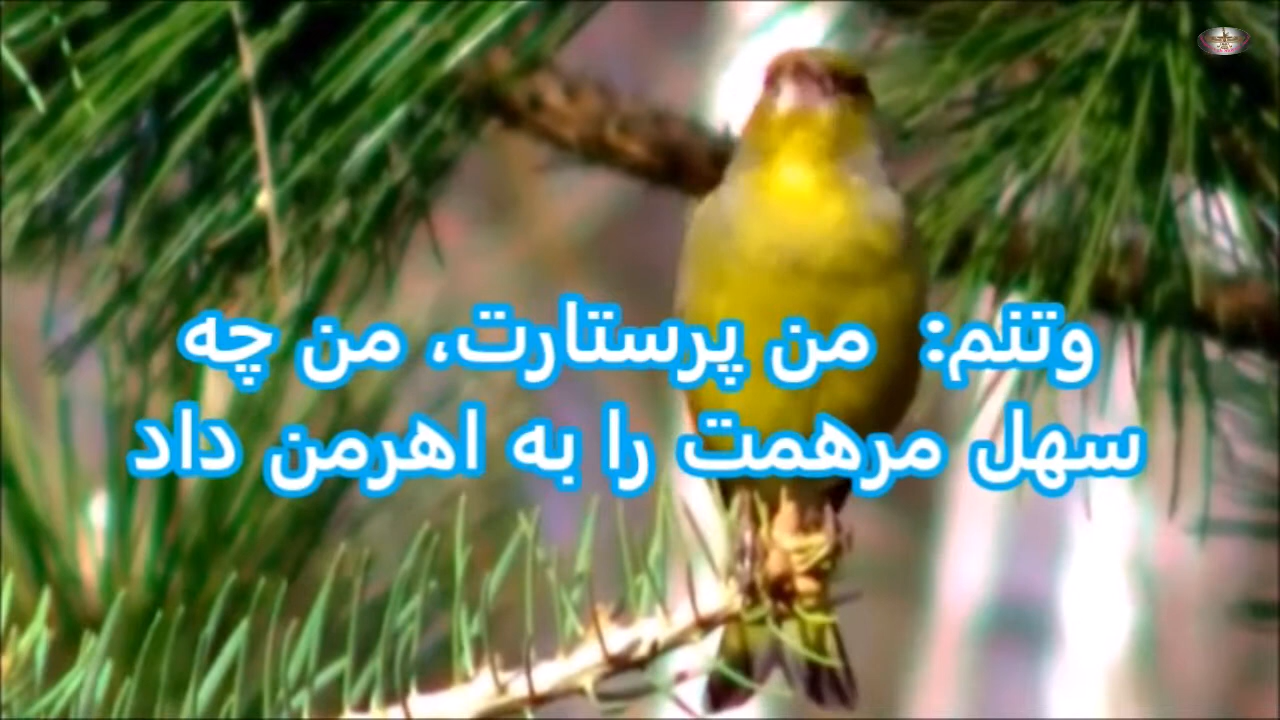 وتنم: من پرستارت، من چه
سهل مرهمت را به اهرمن داد